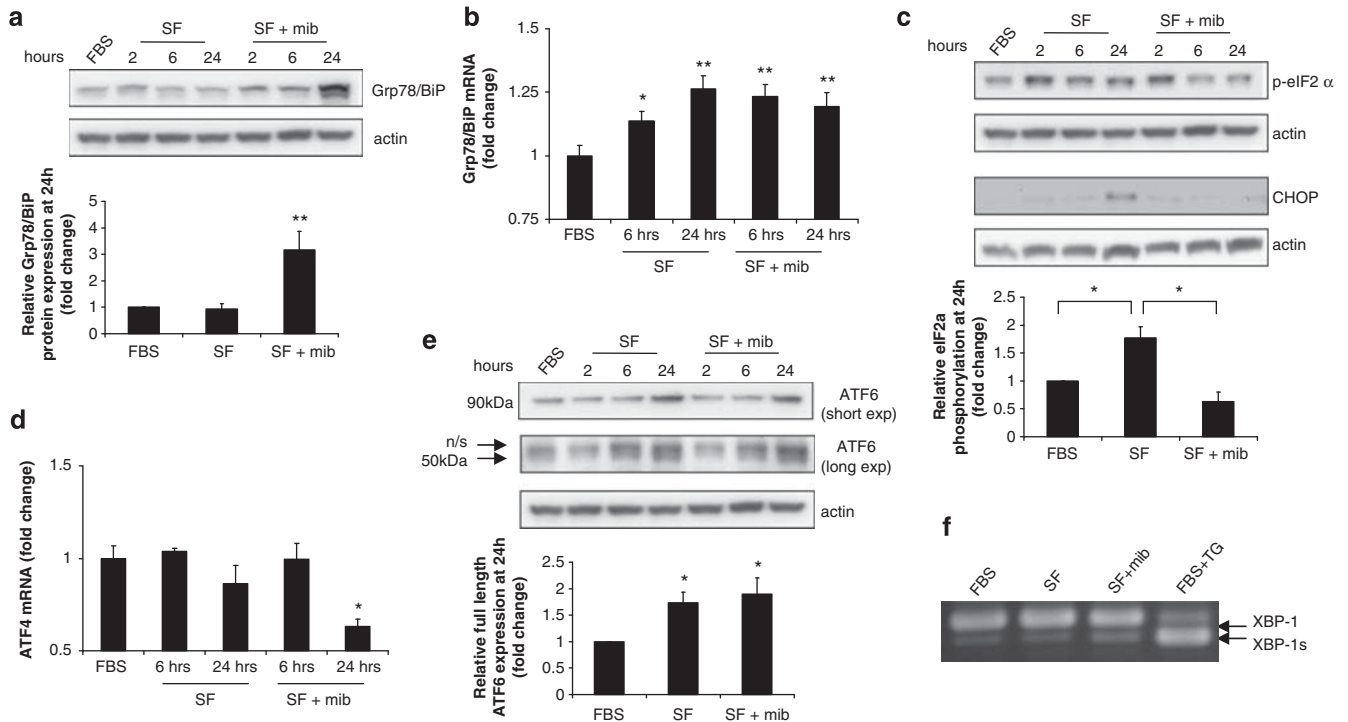 a
FBS
SF
SF + mib
hours
2
6
24
2
6
24
Grp78/BiP
actin
Relative Grp78/BiP
protein expression at 24h
(fold change)
5
4
3
2
1
0
**
FBS
SF
SF + mib
b
Grp78/BiP mRNA
(fold change)
1.5
1.25
1
0.75
*
**
**
**
FBS
6 hrs
24 hrs
6 hrs
24 hrs
SF
SF + mib
c
FBS
SF
SF + mib
hours
2
6
24
2
6
24
p-eIF2 α
actin
CHOP
actin
Relative eIF2a
phosphorylation at 24h
(fold change)
2.5
2
1.5
1
0.5
0
*
*
FBS
SF
SF + mib
d
ATF4 mRNA (fold change)
1.5
1
0.5
*
FBS
6 hrs
24 hrs
6 hrs
24 hrs
SF
SF + mib
e
FBS
SF
SF + mib
hours
2
6
24
2
6
24
90kDa
ATF6
(short exp)
n/s
50kDa
ATF6
(long exp)
actin
Relative full length
ATF6 expression at 24h
(fold change)
2.5
2
1.5
1
0.5
0
*
*
FBS
SF
SF + mib
f
FBS
SF
SF+mib
FBS+TG
XBP-1
XBP-1s